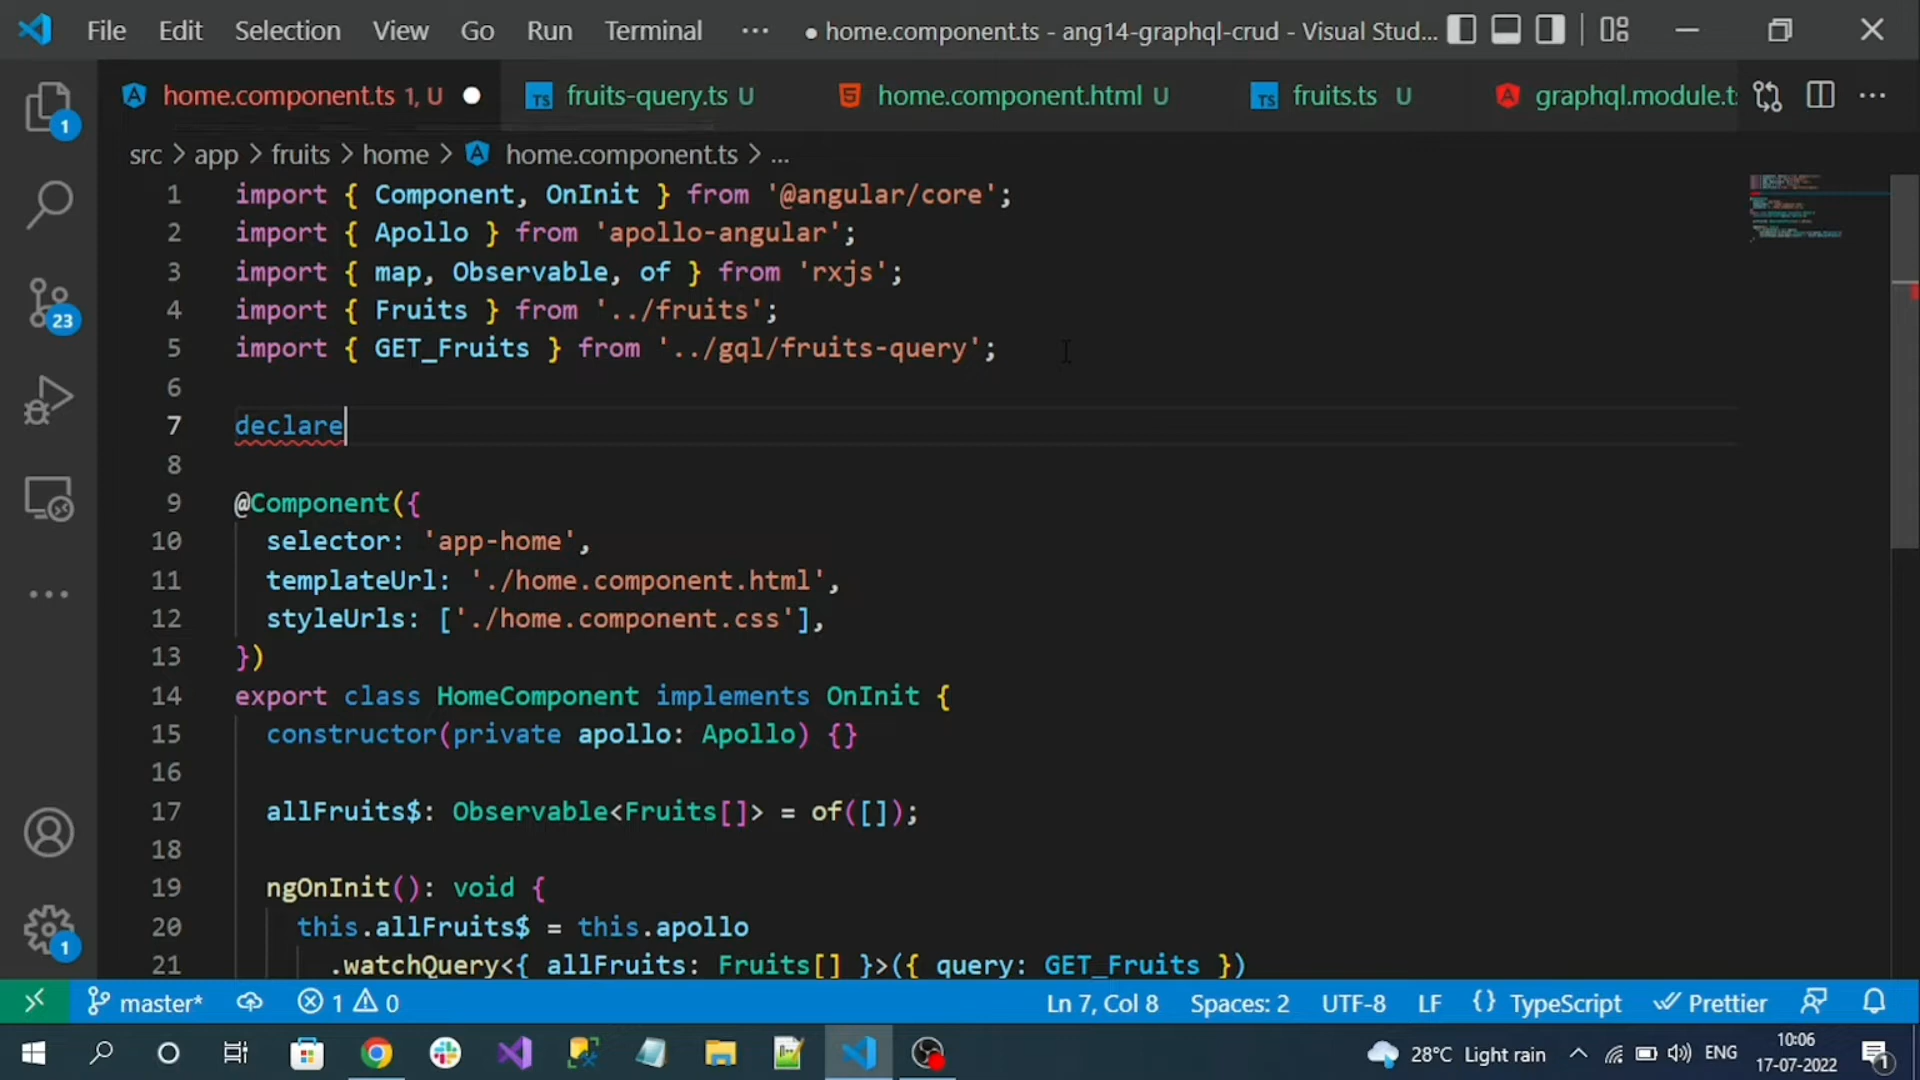 File Edit Selection View Go Run Terminal ··· ● home.component.ts - ang14-graphql-crud - Visual Stud...
home.component.ts 1, U ● TS fruits-query.ts U home.component.html U TS fruits.ts U graphql.module.ts ···
src > app > fruits > home > home.component.ts > ...
1 import { Component, OnInit } from '@angular/core';
2 import { Apollo } from 'apollo-angular';
3 import { map, Observable, of } from 'rxjs';
4 import { Fruits } from '../fruits';
5 import { GET_Fruits } from '../gql/fruits-query';
6
7 declare
8
9 @Component({
10 selector: 'app-home',
11 templateUrl: './home.component.html',
12 styleUrls: ['./home.component.css'],
13 })
14 export class HomeComponent implements OnInit {
15 constructor(private apollo: Apollo) {}
16
17 allFruits$: Observable<Fruits[]> = of([]);
18
19 ngOnInit(): void {
20 this.allFruits$ = this.apollo
21 .watchQuery<{ allFruits: Fruits[] }>({ query: GET_Fruits })
1
23
1
master* 1 0 Ln 7, Col 8 Spaces: 2 UTF-8 LF {} TypeScript Prettier
28°C Light rain ENG 10:06
17-07-2022 1